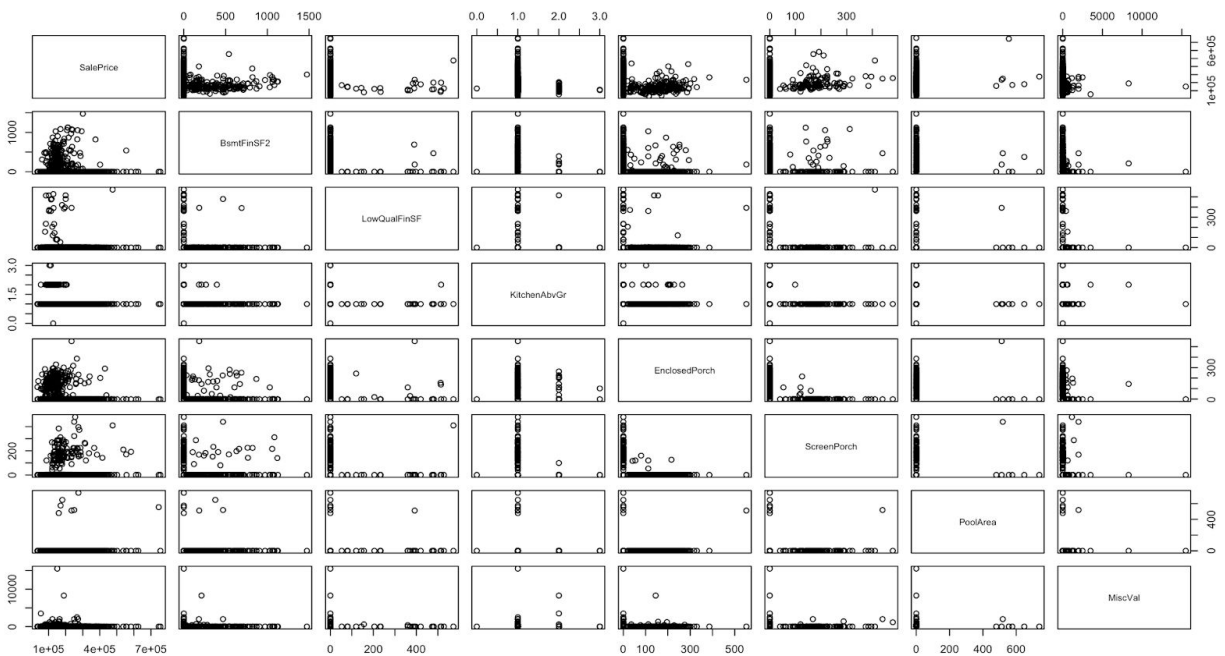 0 500 1000 1500 0.0 1.0 2.0 3.0 0 100 300 0 5000 10000
SalePrice 1e+05 6e+05
0 1000 BsmtFinSF2
LowQualFinSF 0 300
0.0 1.5 3.0 KitchenAbvGr
EnclosedPorch 0 300
0 200 ScreenPorch
PoolArea 0 400
0 10000 MiscVal
1e+05 4e+05 7e+05 0 200 400 0 100 300 500 0 200 400 600